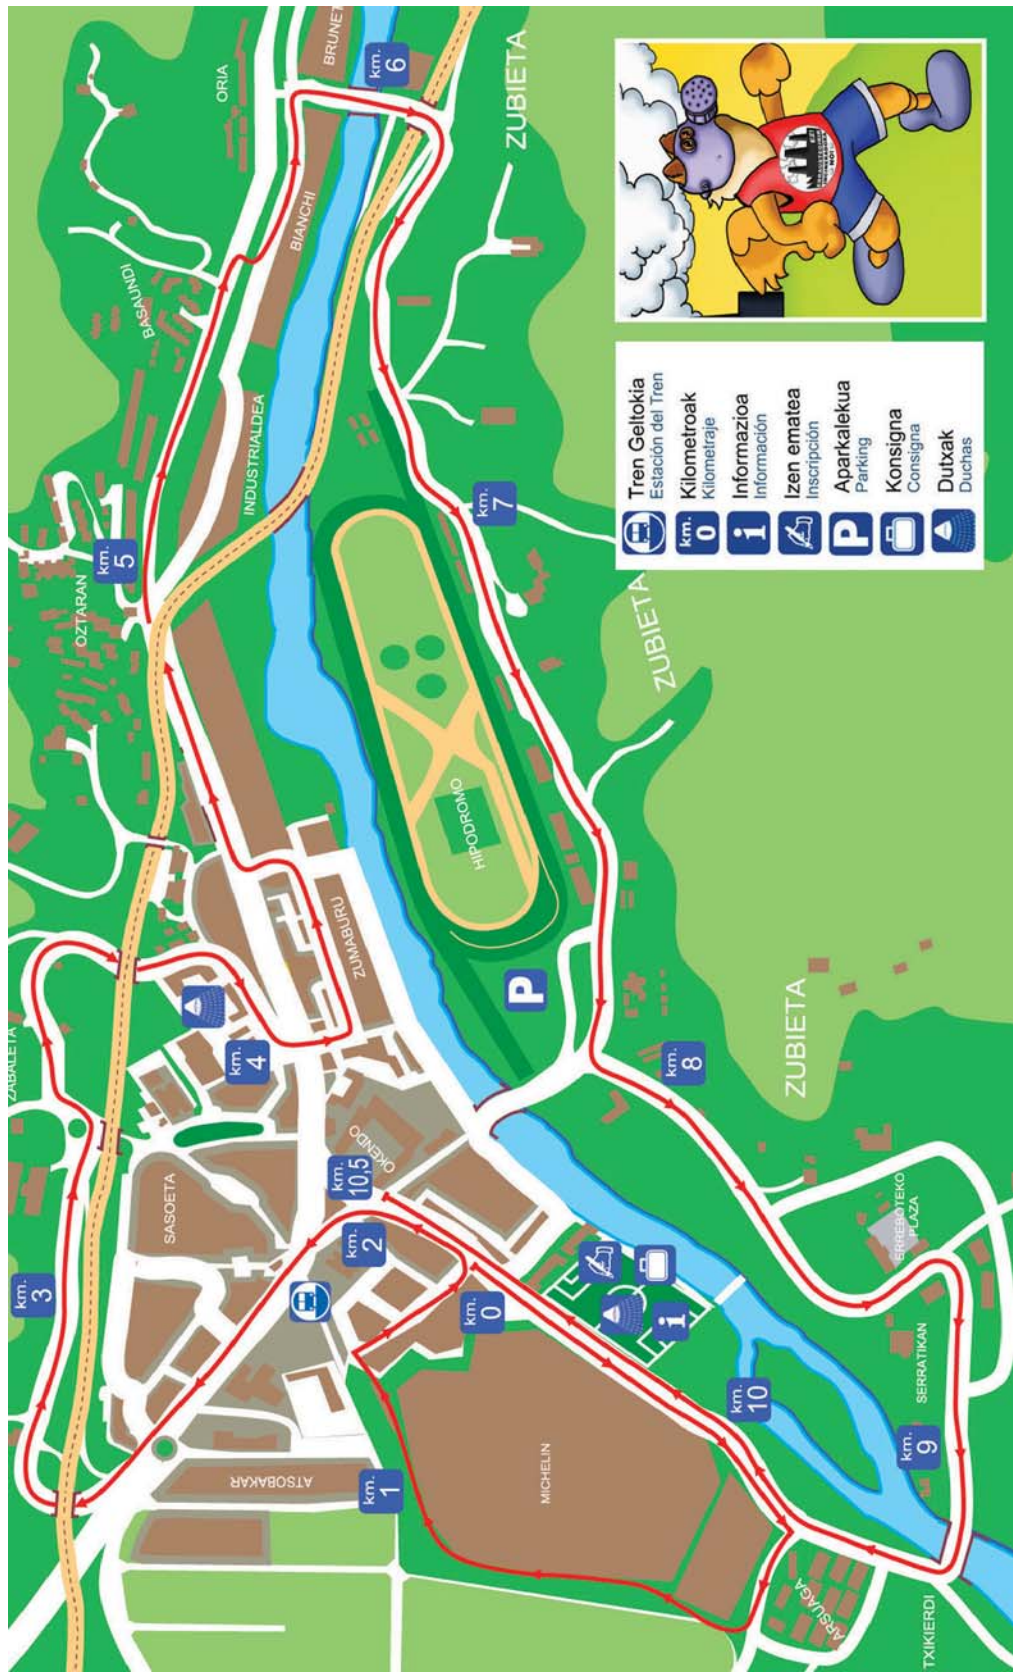 BRUNET
km.
6
ORIA
ZUBIETA
BIANCHI
BASAUNDI
INDUSTRIALDEA
km.
5
OZTARAN
km.
7
ZUBIETA
HIPODROMO
ZUMABURU
P
ZABALETA
km.
4
km.
8
ZUBIETA
OKENDO
km.
10,5
SASOETA
km.
2
ERREBOTEKO
PLAZA
km.
3
km.
0
i
SERRATIKAN
km.
10
km.
9
MICHELIN
ATSOBAKAR
km.
1
ARSUAGA
TXIKIERDI
Tren Geltokia
Estación del Tren
km.
0
Kilometroak
Kilometraje
i
Informazioa
Información
Izen ematea
Inscripción
P
Aparkalekua
Parking
Konsigna
Consigna
Dutxak
Duchas